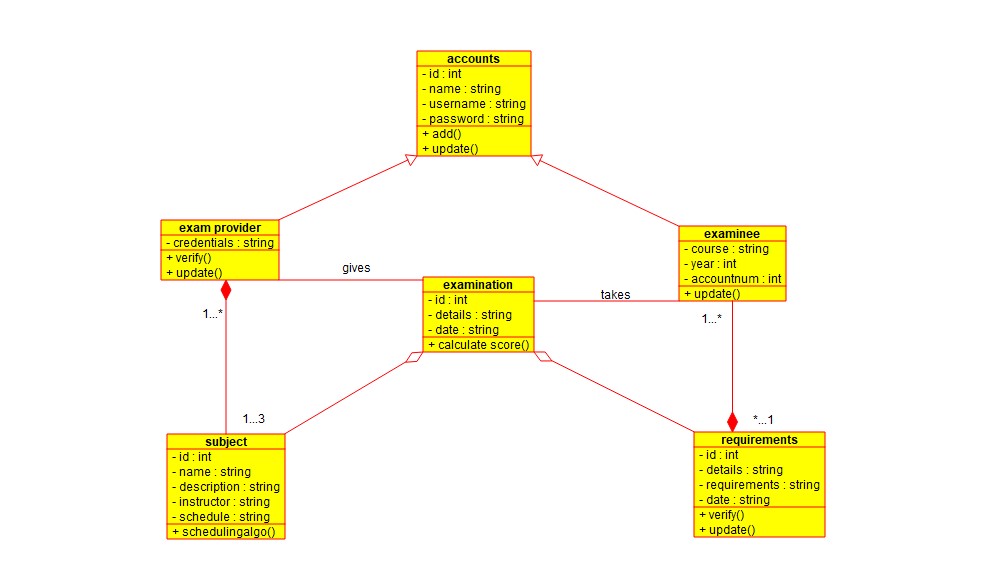 accounts
- id : int
- name : string
- username : string
- password : string
+ add()
+ update()
exam provider
- credentials : string
+ verify()
+ update()
examinee
- course : string
- year : int
- accountnum : int
+ update()
gives
examination
- id : int
- details : string
- date : string
+ calculate score()
takes
1...*
1...*
1...3
*...1
subject
- id : int
- name : string
- description : string
- instructor : string
- schedule : string
+ schedulingalgo()
requirements
- id : int
- details : string
- requirements : string
- date : string
+ verify()
+ update()